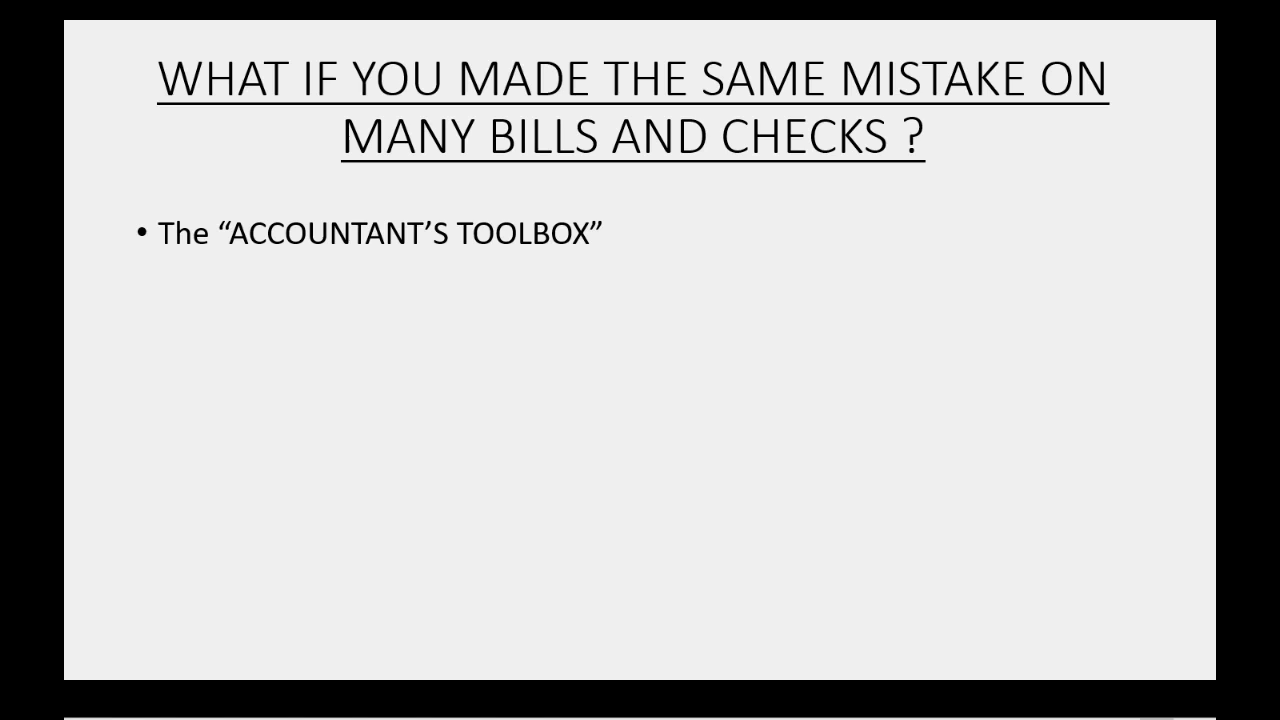 WHAT IF YOU MADE THE SAME MISTAKE ON
MANY BILLS AND CHECKS ?
• The “ACCOUNTANT’S TOOLBOX”